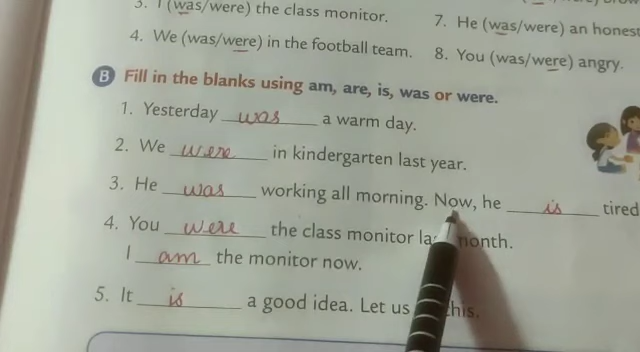 3. I (was/were) the class monitor.
7. He (was/were) an honest
4. We (was/were) in the football team.
8. You (was/were) angry.
B Fill in the blanks using am, are, is, was or were.
1. Yesterday was a warm day.
2. We were in kindergarten last year.
3. He was working all morning. Now, he is tired
4. You were the class monitor la month.
I am the monitor now.
5. It is a good idea. Let us this.